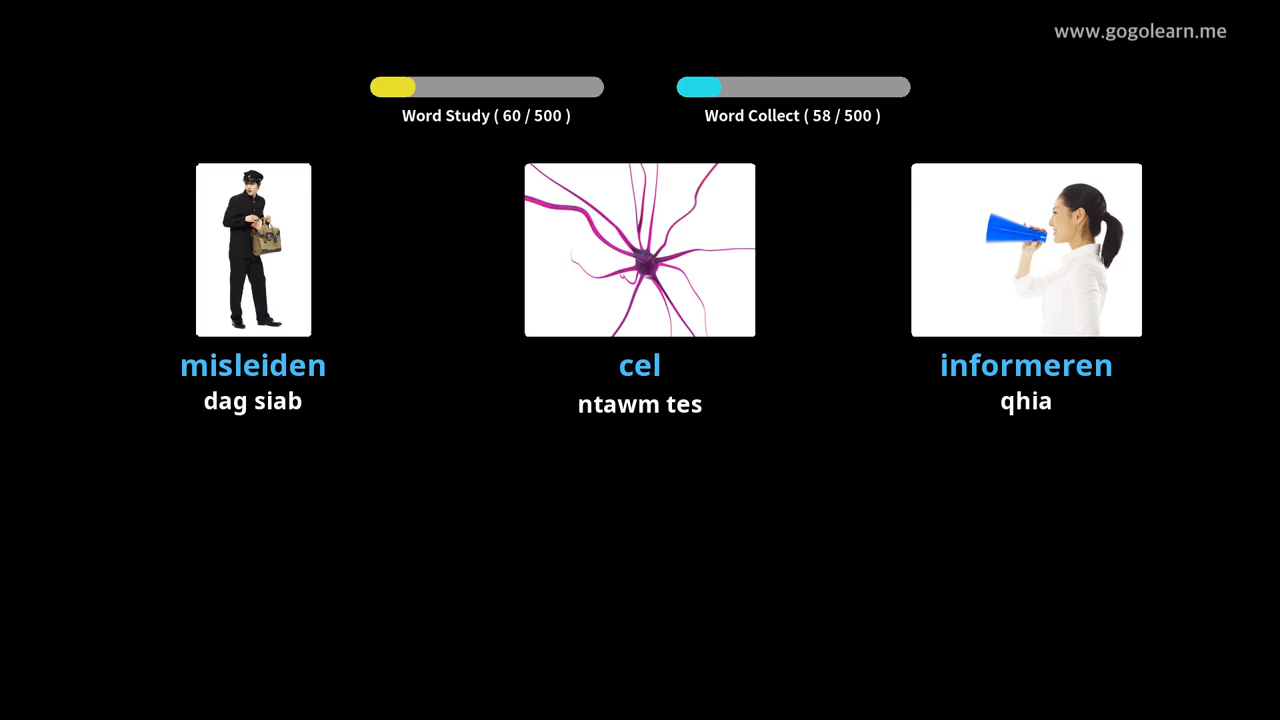 www.gogolearn.me
Word Study ( 60 / 500 )
Word Collect ( 58 / 500 )
misleiden
dag siab
cel
ntawm tes
informeren
qhia